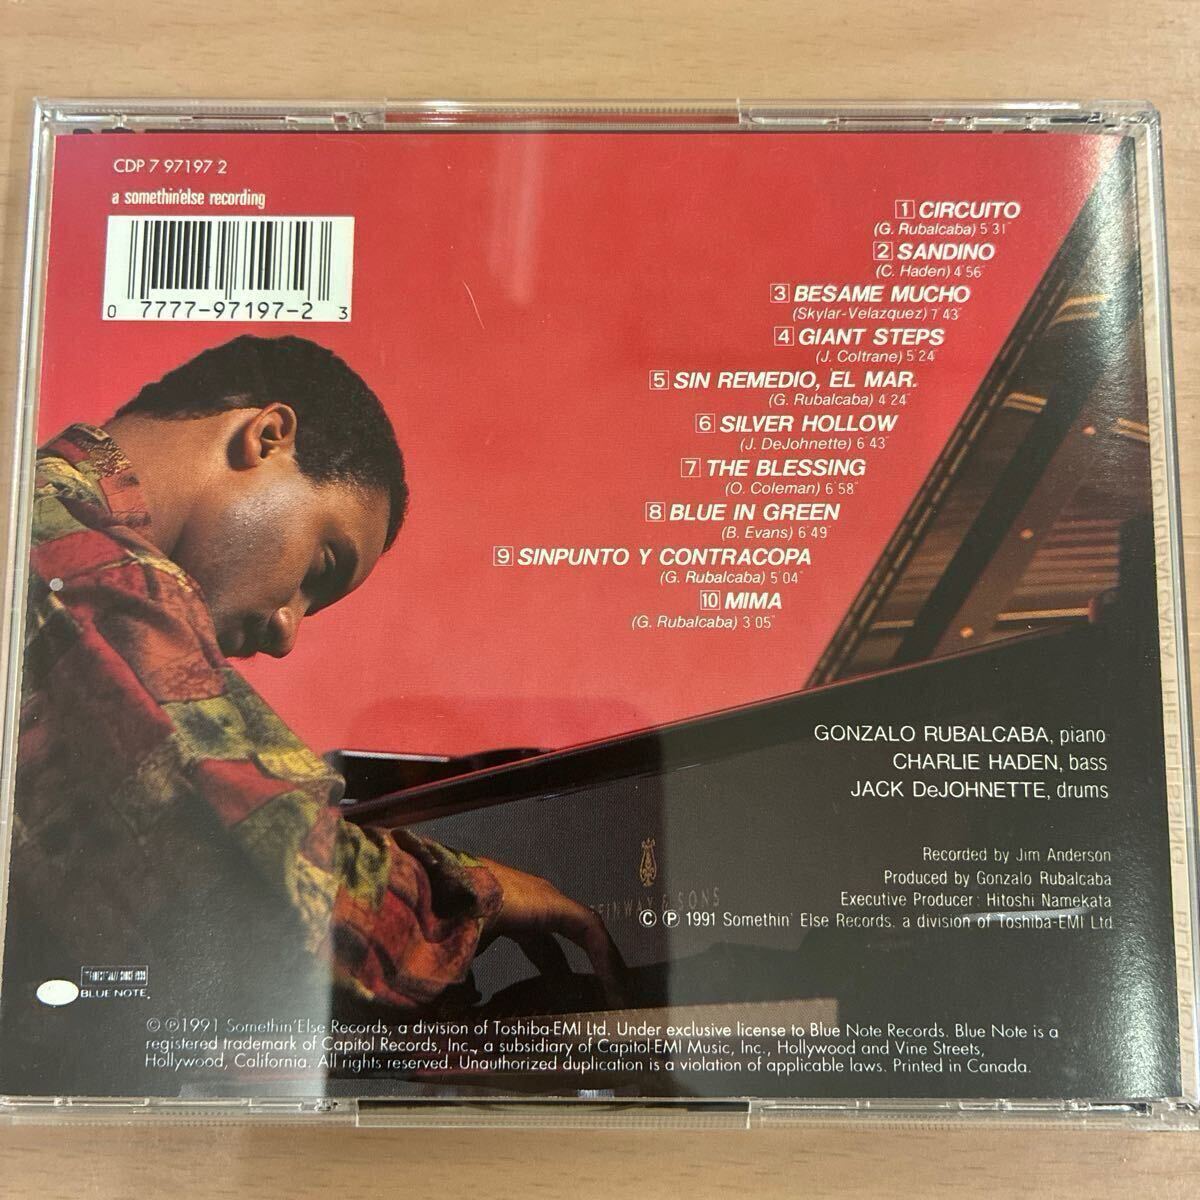 CDP 7 97197 2
a somethin'else recording
0 7777-97197-2 3
1 CIRCUITO
(G. Rubalcaba) 5'31"
2 SANDINO
(C. Haden) 4'56"
3 BESAME MUCHO
(Skylar-Velazquez) 7'43"
4 GIANT STEPS
(J. Coltrane) 5'24"
5 SIN REMEDIO, EL MAR.
(G. Rubalcaba) 4'24"
6 SILVER HOLLOW
(J. DeJohnette) 6'43"
7 THE BLESSING
(O. Coleman) 6'58"
8 BLUE IN GREEN
(B. Evans) 6'49"
9 SINPUNTO Y CONTRACOPA
(G. Rubalcaba) 5'04"
10 MIMA
(G. Rubalcaba) 3'05"
GONZALO RUBALCABA, piano
CHARLIE HADEN, bass
JACK DeJOHNETTE, drums
Recorded by Jim Anderson
Produced by Gonzalo Rubalcaba
Executive Producer: Hitoshi Namekata
© ℗ 1991 Somethin' Else Records. a division of Toshiba-EMI Ltd
STEINWAY & SONS
BLUE NOTE
© ℗1991 Somethin'Else Records, a division of Toshiba-EMI Ltd. Under exclusive license to Blue Note Records. Blue Note is a
registered trademark of Capitol Records, Inc., a subsidiary of Capitol-EMI Music, Inc., Hollywood and Vine Streets,
Hollywood, California. All rights reserved. Unauthorized duplication is a violation of applicable laws. Printed in Canada.